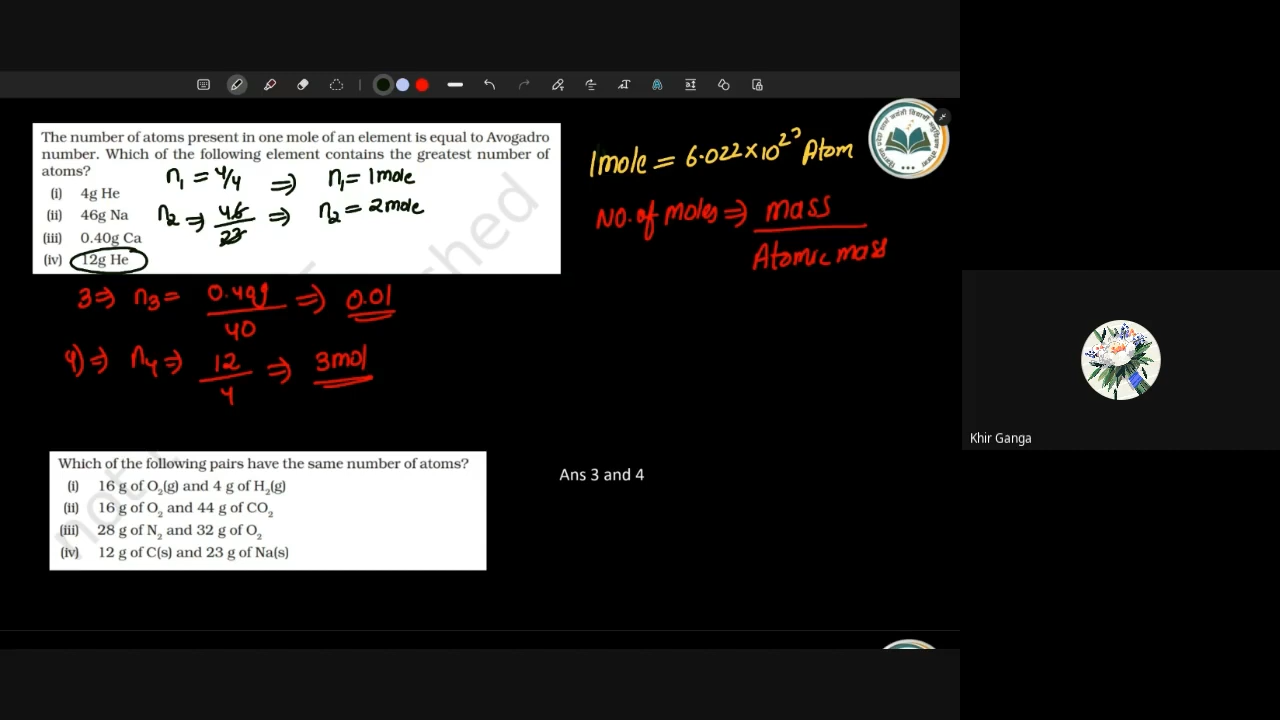 The number of atoms present in one mole of an element is equal to Avogadro
number. Which of the following element contains the greatest number of
atoms?
(i) 4g He
(ii) 46g Na
(iii) 0.40g Ca
(iv) 12g He
n₁ = 4/4 ⇒ n₁ = 1mole
n₂ ⇒ 46/23 ⇒ n₂ = 2mole
1mole = 6.022×10²³ Atom
NO. of moles ⇒ mass / Atomic mass
3⇒ n₃ = 0.40g/40 ⇒ 0.01
4)⇒ n₄ ⇒ 12/4 ⇒ 3mol
Which of the following pairs have the same number of atoms?
(i) 16 g of O₂(g) and 4 g of H₂(g)
(ii) 16 g of O₂ and 44 g of CO₂
(iii) 28 g of N₂ and 32 g of O₂
(iv) 12 g of C(s) and 23 g of Na(s)
Ans 3 and 4
Khir Ganga